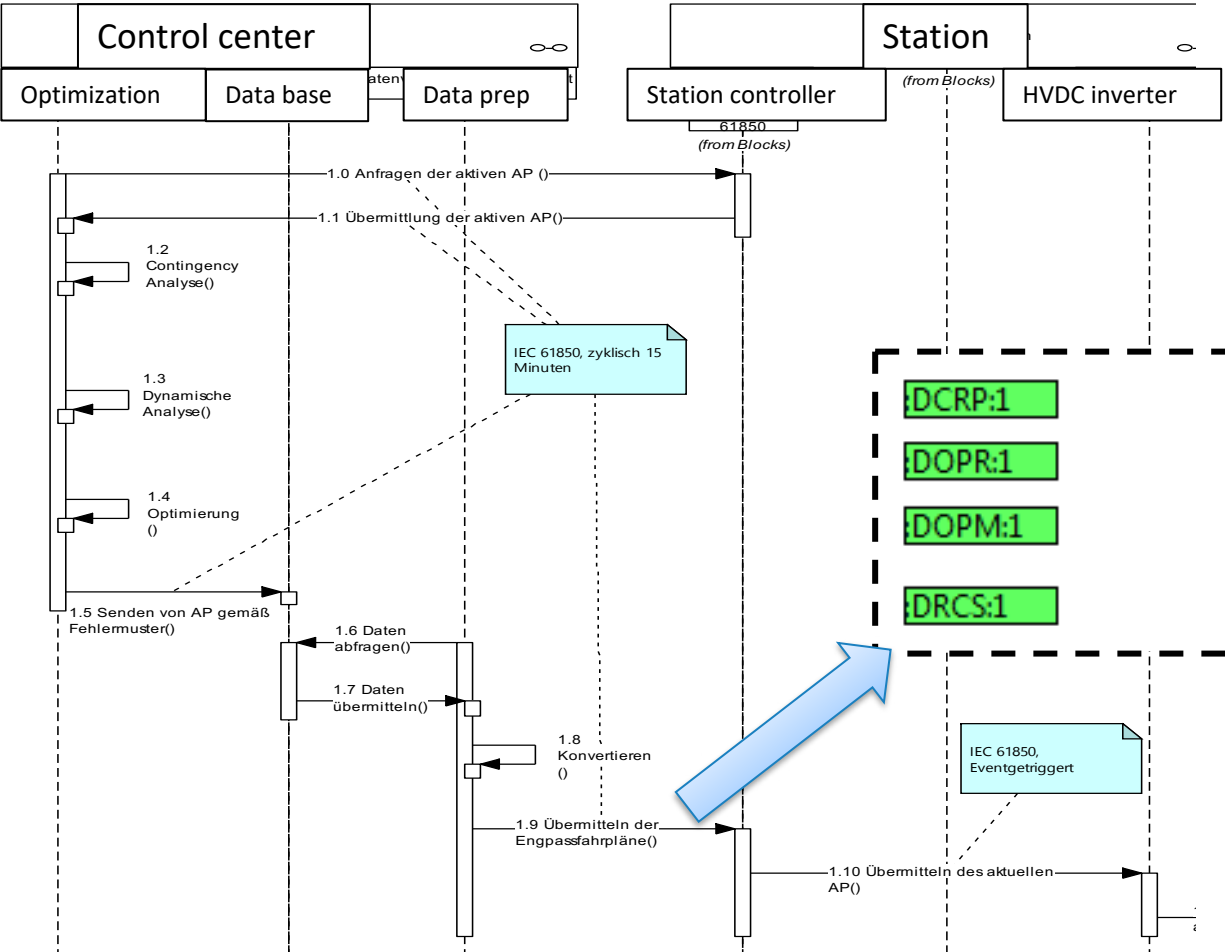 Control center
Station
Optimization
Data base
Data prep
Station controller
(from Blocks)
HVDC inverter
61850
(from Blocks)
1.0 Anfragen der aktiven AP ()
1.1 Übermittlung der aktiven AP()
1.2
Contingency
Analyse()
IEC 61850, zyklisch 15
Minuten
1.3
Dynamische
Analyse()
:DCRP:1
:DOPR:1
:DOPM:1
:DRCS:1
1.4
Optimierung
()
1.5 Senden von AP gemäß
Fehlermuster()
1.6 Daten
abfragen()
1.7 Daten
übermitteln()
1.8
Konvertieren
()
IEC 61850,
Eventgetriggert
1.9 Übermitteln der
Engpassfahrpläne()
1.10 Übermitteln des aktuellen
AP()